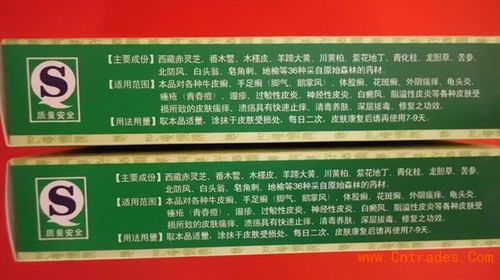 【主要成份】西藏赤灵芝、番木鳖、木槿皮、羊蹄大黄、川黄柏、紫花地丁、青化桂、龙胆草、苦参、
北防风、白头翁、皂角刺、地榆等36种采自原始森林的药材。
【适用范围】本品对各种牛皮癣、手足癣(脚气、鹅掌风)、体股癣、花斑癣、外阴瘙痒、龟头炎、
痤疮(青春痘)、湿疹、过敏性皮炎、神经性皮炎、白癜风、脂溢性皮炎等各种皮肤受
损所致的皮肤瘙痒、溃疡具有快速止痒、清毒养肤、深层拔毒、修复之功效。
【用法用量】取本品适量、涂抹于皮肤受损处、每日二次、皮肤康复后请再使用7-9天。
S
质量安全
【主要成份】西藏赤灵芝、番木鳖、木槿皮、羊蹄大黄、川黄柏、紫花地丁、青化桂、龙胆草、苦参、
北防风、白头翁、皂角刺、地榆等36种采自原始森林的药材。
【适用范围】本品对各种牛皮癣、手足癣(脚气、鹅掌风)、体股癣、花斑癣、外阴瘙痒、龟头炎、
痤疮(青春痘)、湿疹、过敏性皮炎、神经性皮炎、白癜风、脂溢性皮炎等各种皮肤受
损所致的皮肤瘙痒、溃疡具有快速止痒、清毒养肤、深层拔毒、修复之功效。
【用法用量】取本品适量、涂抹于皮肤受损处、每日二次、皮肤康复后请再使用7-9天。
S
质量安全
www.Cntrades.Com